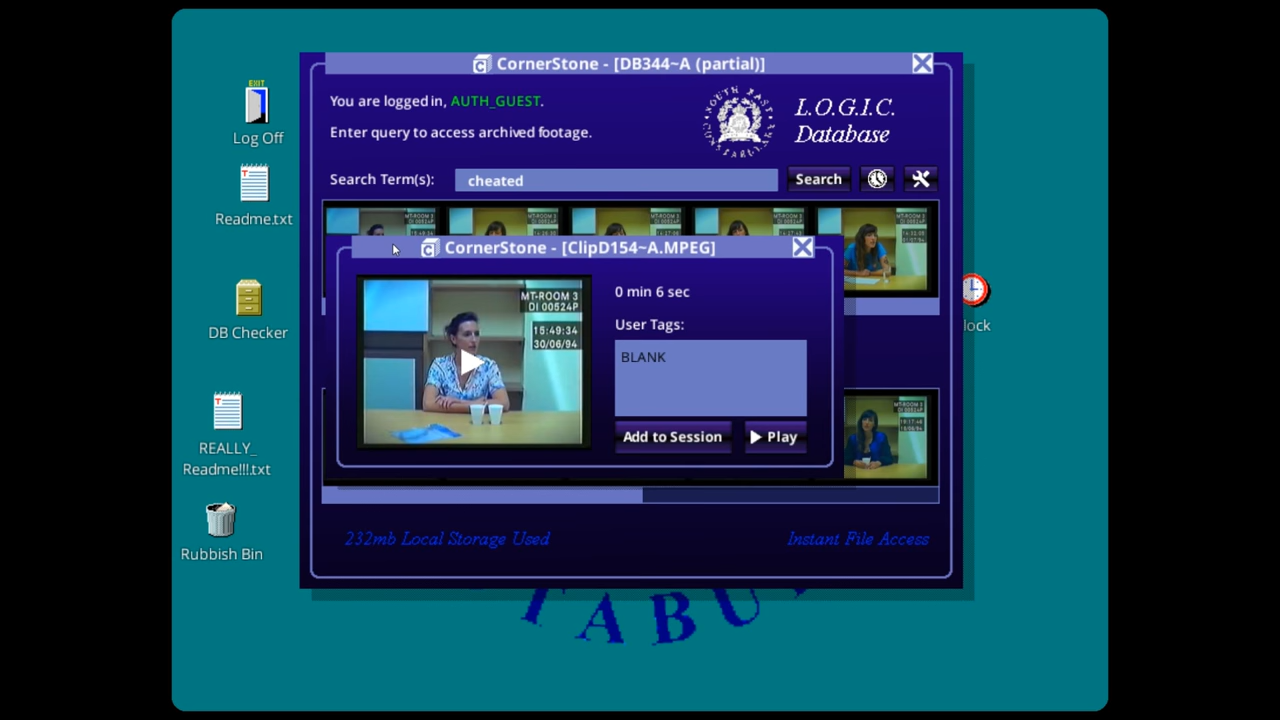 EXIT
Log Off
Readme.txt
DB Checker
REALLY_
Readme!!!.txt
Rubbish Bin
CornerStone - [DB344~A (partial)]
You are logged in, AUTH_GUEST.
Enter query to access archived footage.
SOUTH EAST
CONSTABULARY
L.O.G.I.C.
Database
Search Term(s):
cheated
Search
CornerStone - [ClipD154~A.MPEG]
MT-ROOM 3
DI 00524P
15:49:34
30/06/94
0 min 6 sec
User Tags:
BLANK
Add to Session
Play
lock
232mb Local Storage Used
Instant File Access
TABU